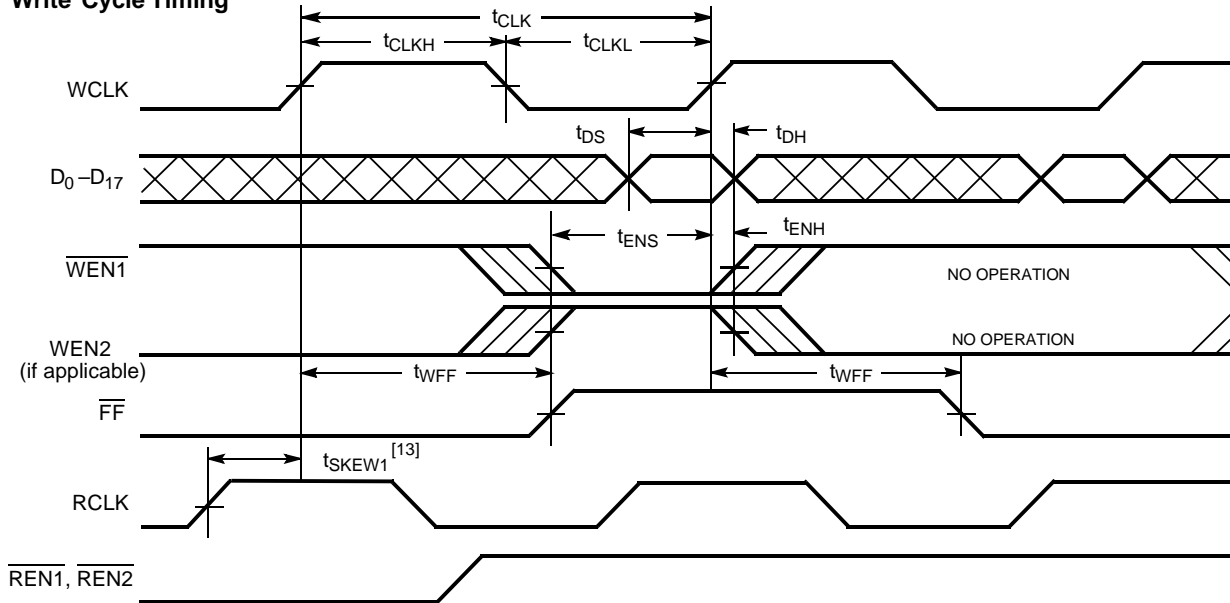 Write Cycle Timing
tCLK
tCLKH
tCLKL
WCLK
tDS
tDH
D0 –D17
tENS
tENH
WEN1
NO OPERATION
WEN2
(if applicable)
NO OPERATION
tWFF
tWFF
FF
tSKEW1 [13]
RCLK
REN1, REN2